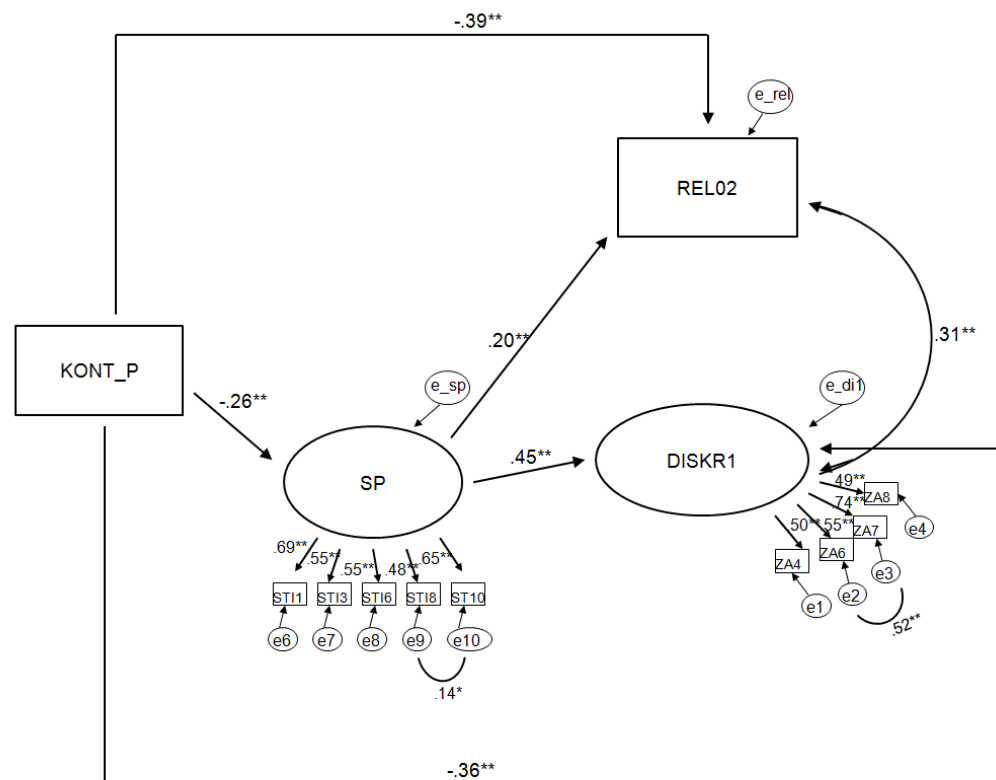 -.39**
e_rel
REL02
.31**
.20**
KONT_P
-.26**
e_sp
e_di1
SP
.45**
DISKR1
.49**
ZA8
.74**
e4
.50**
.55**
ZA7
ZA6
ZA4
e3
e2
e1
.52**
.69**
.55**
.55**
.48**
.65**
STI1
STI3
STI6
STI8
ST10
e6
e7
e8
e9
e10
.14*
-.36**